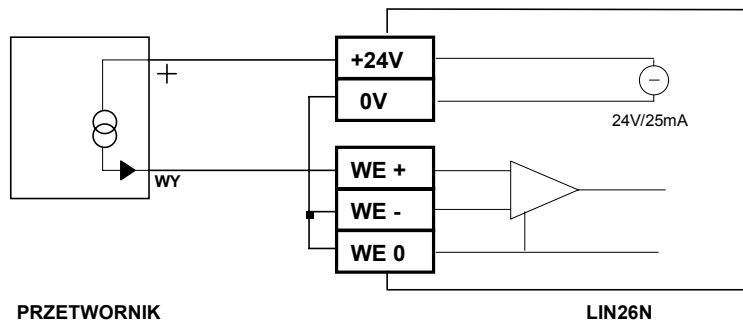 +24V
+
0V
24V/25mA
WE +
WY
WE -
WE 0
PRZETWORNIK
LIN26N